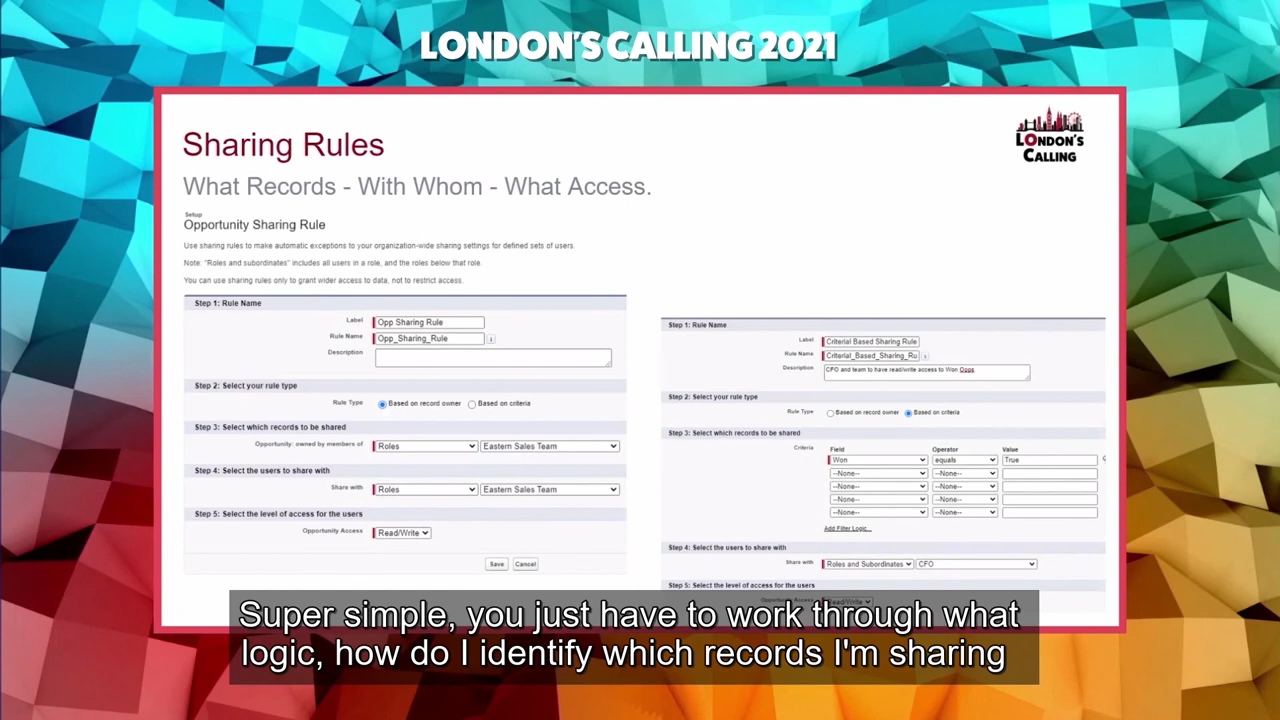 LONDON'S CALLING 2021
LONDON'S
CALLING
Sharing Rules
What Records - With Whom - What Access.
Setup
Opportunity Sharing Rule
Use sharing rules to make automatic exceptions to your organization-wide sharing settings for defined sets of users.
Note: "Roles and subordinates" includes all users in a role, and the roles below that role.
You can use sharing rules only to grant wider access to data, not to restrict access.
Step 1: Rule Name
Label Opp Sharing Rule
Rule Name Opp_Sharing_Rule i
Description
Step 2: Select your rule type
Rule Type Based on record owner Based on criteria
Step 3: Select which records to be shared
Opportunity: owned by members of Roles Eastern Sales Team
Step 4: Select the users to share with
Share with Roles Eastern Sales Team
Step 5: Select the level of access for the users
Opportunity Access Read/Write
Save Cancel
Step 1: Rule Name
Label Criterial Based Sharing Rule
Rule Name Criterial_Based_Sharing_Ru i
Description CFO and team to have read/write access to Won Opps
Step 2: Select your rule type
Rule Type Based on record owner Based on criteria
Step 3: Select which records to be shared
Criteria Field Operator Value
Won equals True
--None-- --None--
--None-- --None--
--None-- --None--
--None-- --None--
Add Filter Logic...
Step 4: Select the users to share with
Share with Roles and Subordinates CFO
Step 5: Select the level of access for the users
Opportunity Access Read/Write
Super simple, you just have to work through what
logic, how do I identify which records I'm sharing